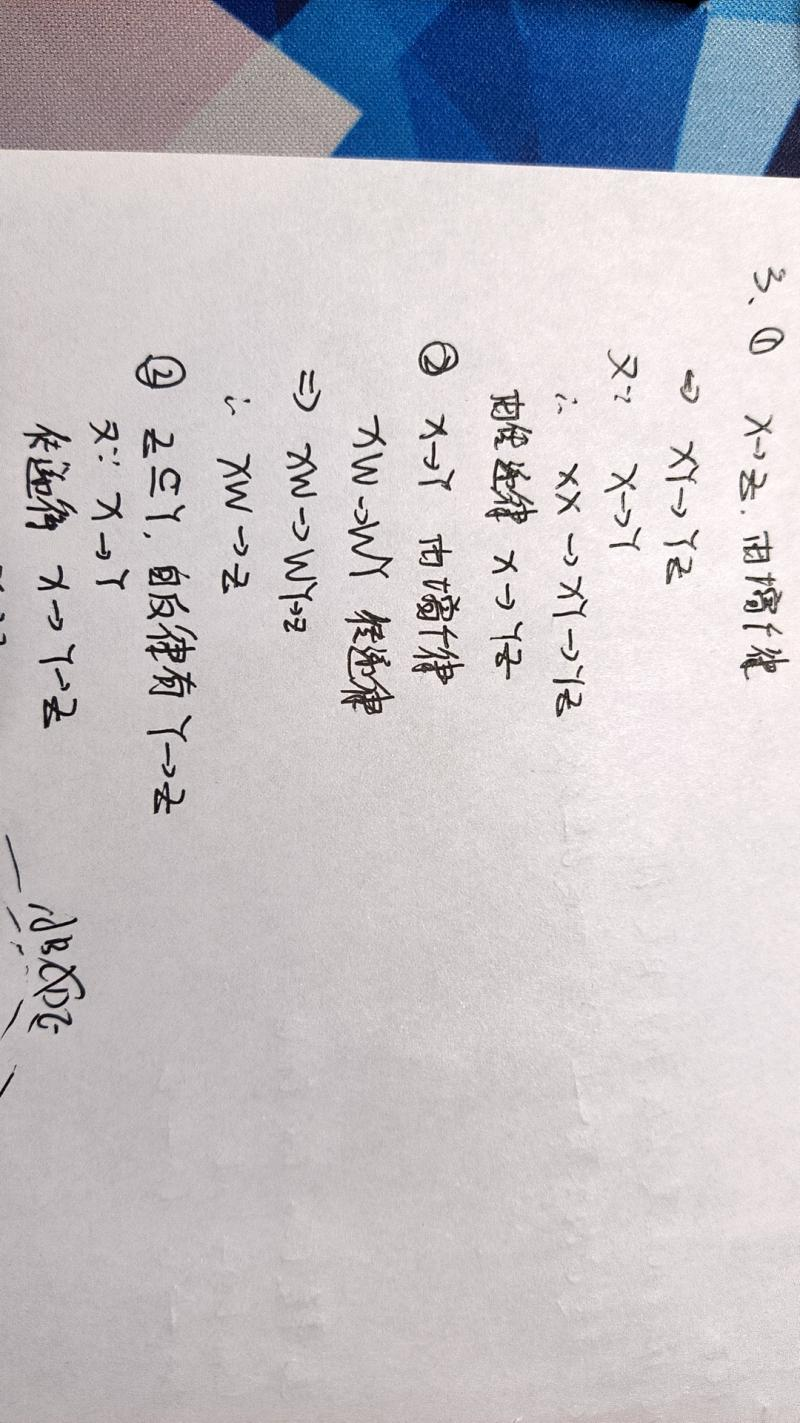 3、① X→Z. 由增广律
⇒ XY→YZ
又∵ X→Y
∴ XX→XY→YZ
由传递律 X→YZ
② X→Y 由增广律
XW→WY 传递律
⇒ XW→WY→Z
∴ XW→Z
③ Z⊆Y, 自反律有 Y→Z
又∵ X→Y
传递律 X→Y→Z